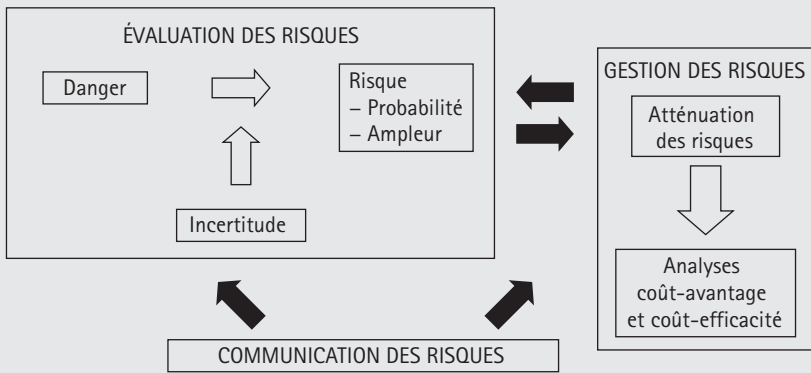 ÉVALUATION DES RISQUES
Danger
Risque
– Probabilité
– Ampleur
Incertitude
GESTION DES RISQUES
Atténuation
des risques
Analyses
coût-avantage
et coût-efficacité
COMMUNICATION DES RISQUES